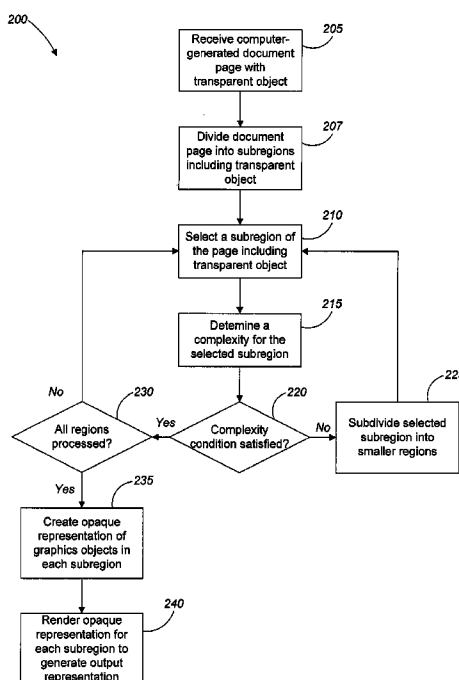 200
205
Receive computer-
generated document
page with
transparent object
207
Divide document
page into subregions
including transparent
object
210
Select a subregion of
the page including
transparent object
215
Detemine a
complexity for the
selected subregion
No
230
All regions
processed?
Yes
220
Complexity
condition satisfied?
No
Subdivide selected
subregion into
smaller regions
Yes
235
Create opaque
representation of
graphics objects in
each subregion
240
Render opaque
representation for
each subregion to
generate output
representation